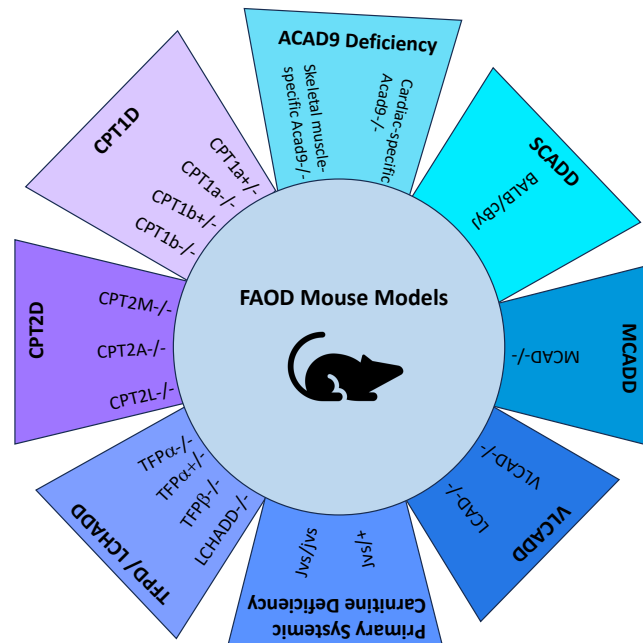 ACAD9 Deficiency
Skeletal muscle-
specific Acad9-/-
Cardiac-specific
Acad9-/-
SCADD
BALB/cByJ
MCADD
MCAD-/-
VLCADD
VLCAD-/-
LCAD-/-
Primary Systemic
Carnitine Deficiency
Jvs/+
Jvs/jvs
TFPD/ LCHADD
TFPα-/-
TFPα+/-
TFPβ-/-
LCHADD-/-
CPT2D
CPT2M-/-
CPT2A-/-
CPT2L-/-
CPT1D
CPT1a+/-
CPT1a-/-
CPT1b+/-
CPT1b-/-
FAOD Mouse Models